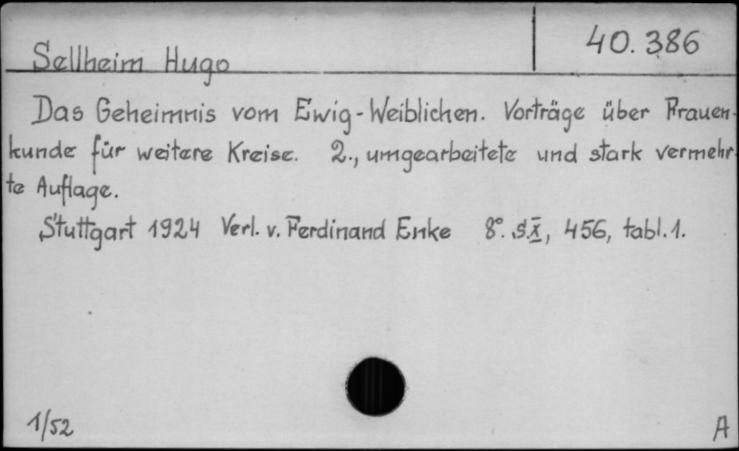 40.386
Sellheim Hugo
Das Geheimnis vom Ewig-Weiblichen. Vorträge über Frauen-
kunde für weitere Kreise. 2., umgearbeitete und stark vermehr-
te Auflage.
Stuttgart 1924 Verl. v. Ferdinand Enke 8°. s. X, 456, tabl. 1.
1/52
A